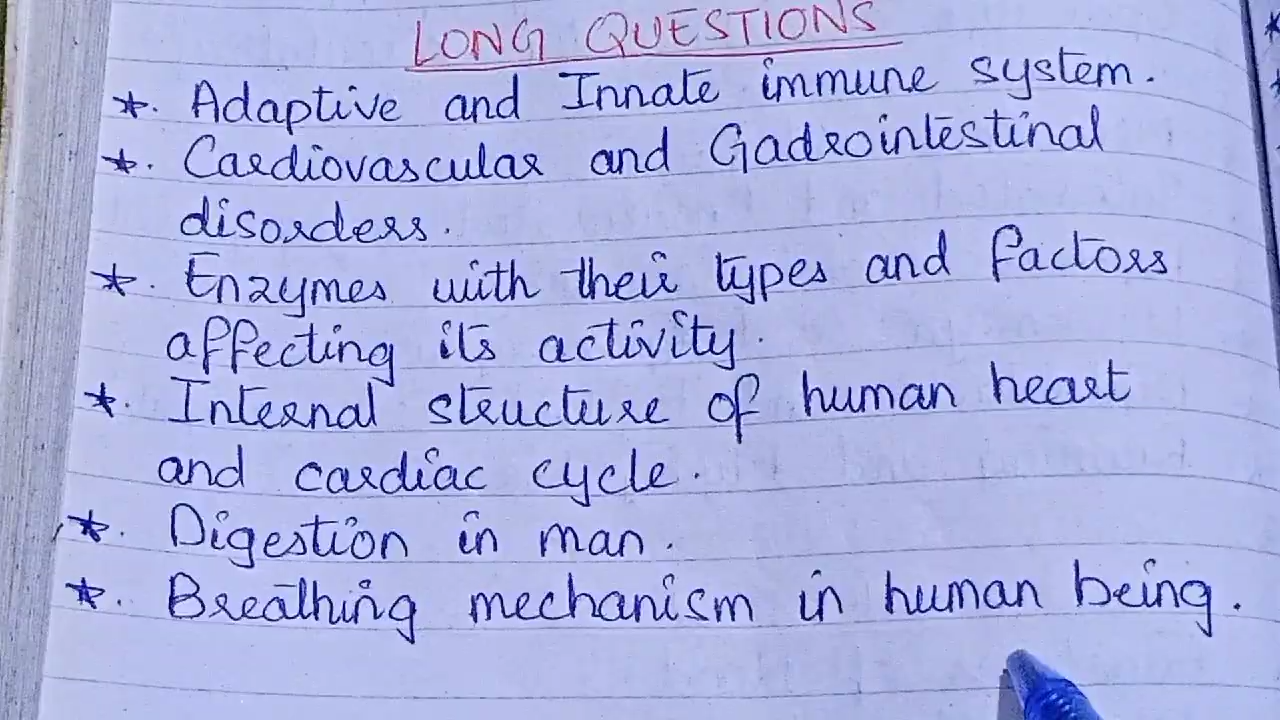 LONG QUESTIONS
*. Adaptive and Innate immune system.
*. Cardiovascular and Gadrointestinal
disorders.
*. Enzymes with their types and factors
affecting its activity.
*. Internal structure of human heart
and cardiac cycle.
*. Digestion in man.
*. Breathing mechanism in human being.